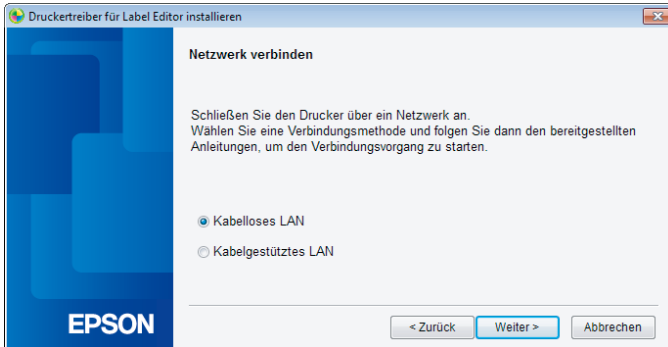 Druckertreiber für Label Editor installieren
Netzwerk verbinden
Schließen Sie den Drucker über ein Netzwerk an.
Wählen Sie eine Verbindungsmethode und folgen Sie dann den bereitgestellten
Anleitungen, um den Verbindungsvorgang zu starten.
Kabelloses LAN
Kabelgestütztes LAN
EPSON
< Zurück Weiter > Abbrechen